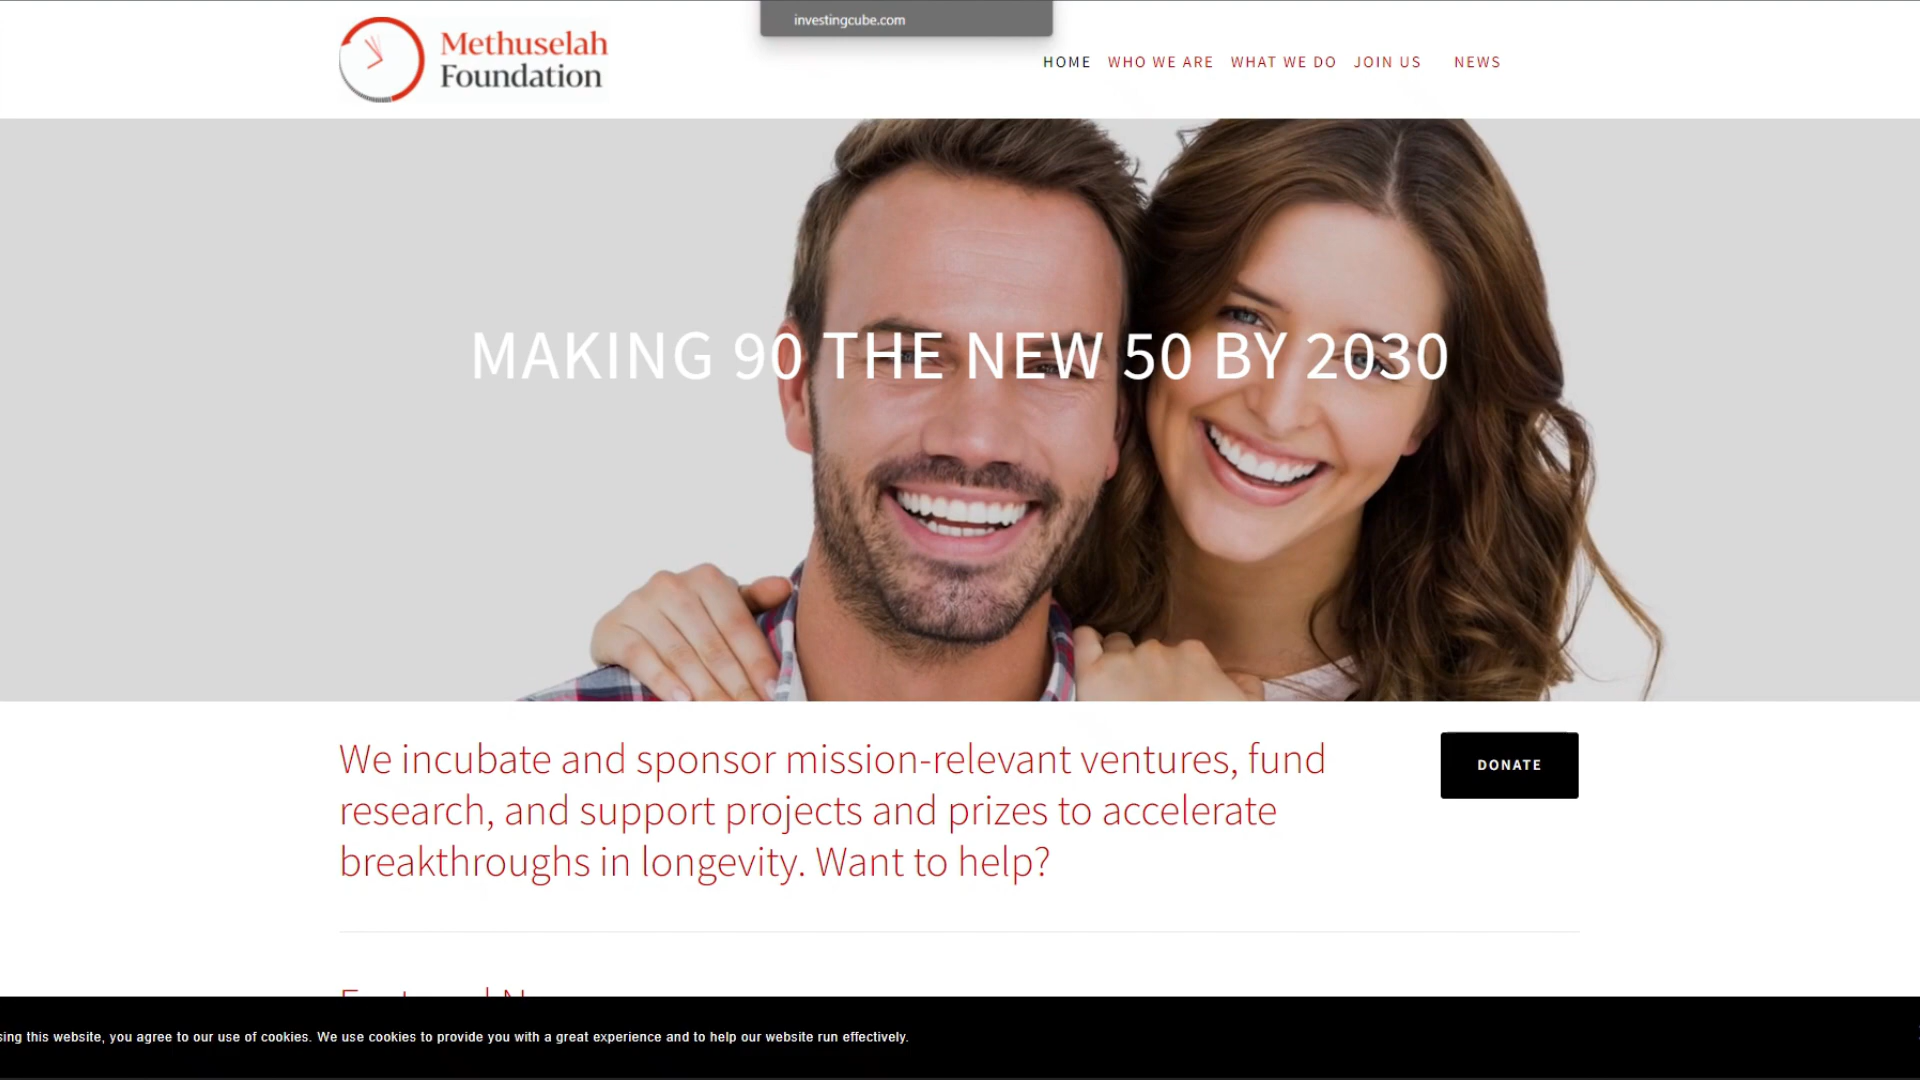 investingcube.com
Methuselah
Foundation
HOME WHO WE ARE WHAT WE DO JOIN US NEWS
MAKING 90 THE NEW 50 BY 2030
We incubate and sponsor mission-relevant ventures, fund
research, and support projects and prizes to accelerate
breakthroughs in longevity. Want to help?
DONATE
this website, you agree to our use of cookies. We use cookies to provide you with a great experience and to help our website run effectively.